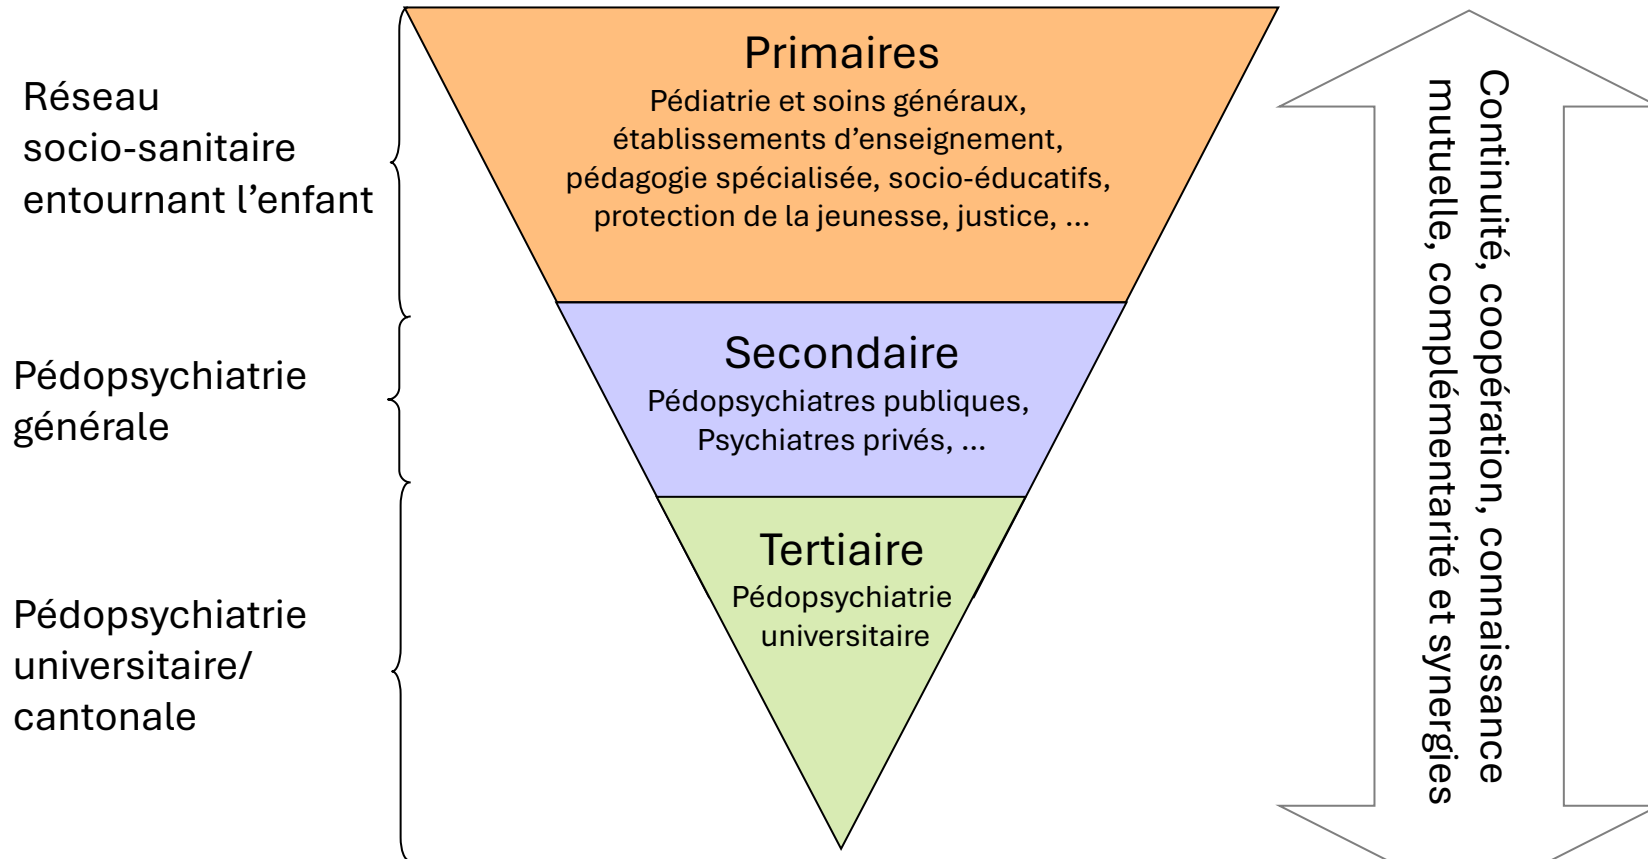 Réseau
socio-sanitaire
entournant l’enfant
Primaires
Pédiatrie et soins généraux,
établissements d’enseignement,
pédagogie spécialisée, socio-éducatifs,
protection de la jeunesse, justice, ...
Pédopsychiatrie
générale
Secondaire
Pédopsychiatres publiques,
Psychiatres privés, ...
Pédopsychiatrie
universitaire/
cantonale
Tertiaire
Pédopsychiatrie
universitaire
Continuité, coopération, connaissance
mutuelle, complémentarité et synergies